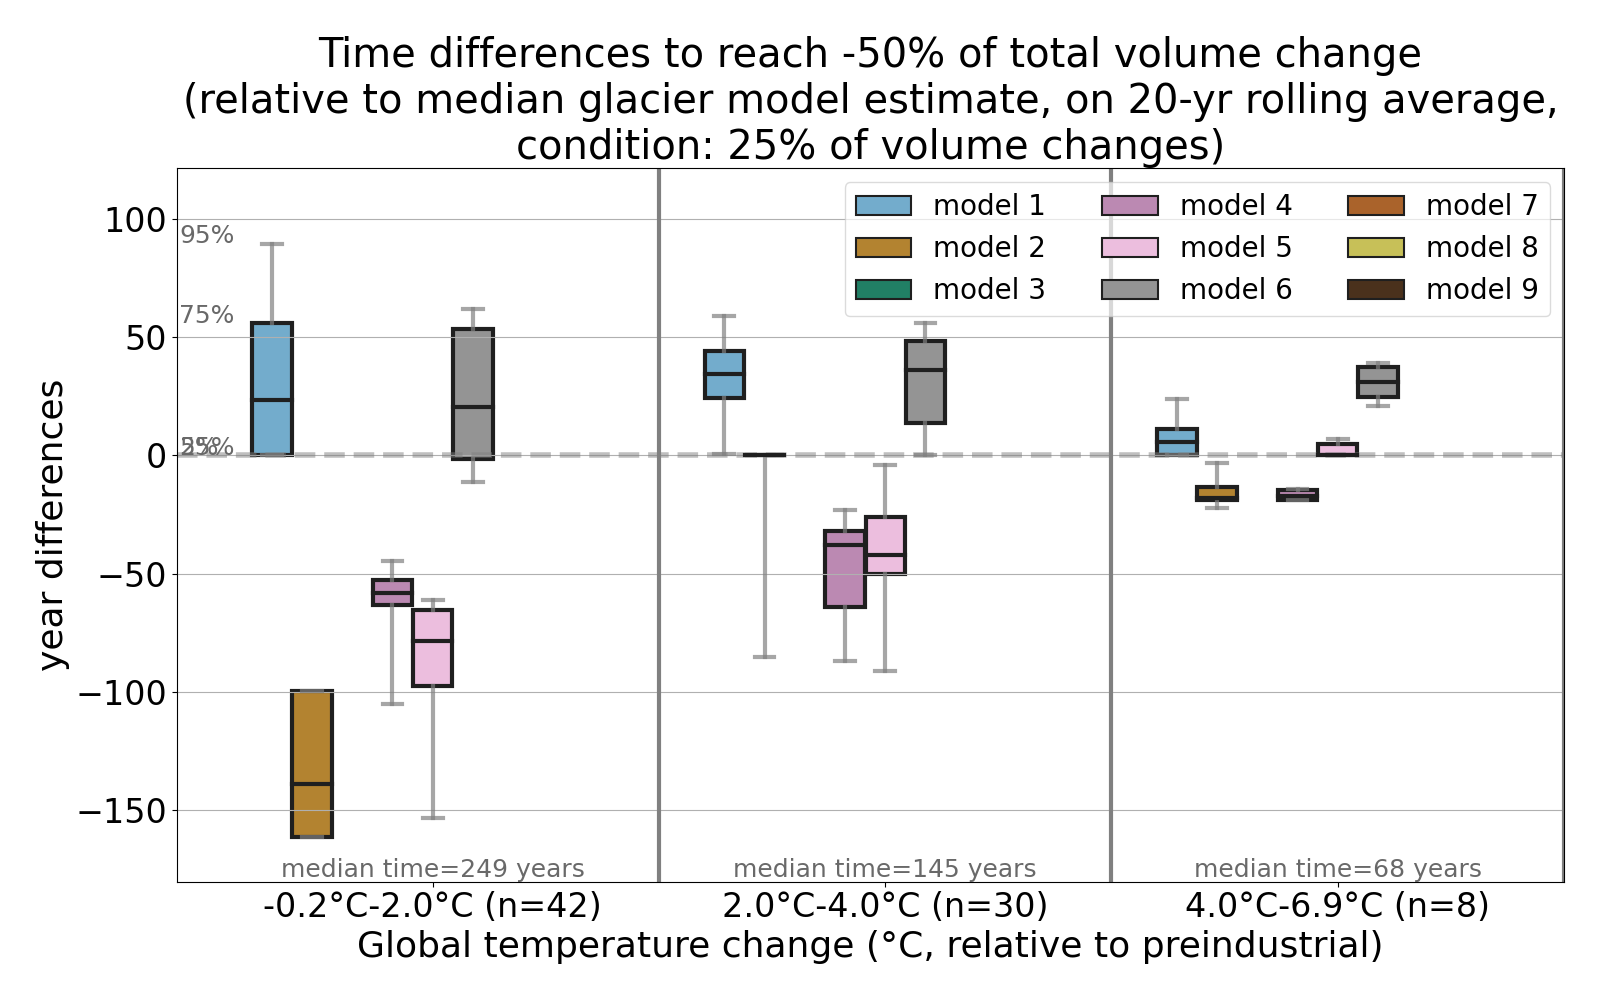 Time differences to reach -50% of total volume change
(relative to median glacier model estimate, on 20-yr rolling average,
condition: 25% of volume changes)
model 1
model 4
model 7
model 2
model 5
model 8
model 3
model 6
model 9
100
95%
75%
50
0
−50
−100
−150
year differences
median time=249 years
median time=145 years
median time=68 years
-0.2°C-2.0°C (n=42)
2.0°C-4.0°C (n=30)
4.0°C-6.9°C (n=8)
Global temperature change (°C, relative to preindustrial)